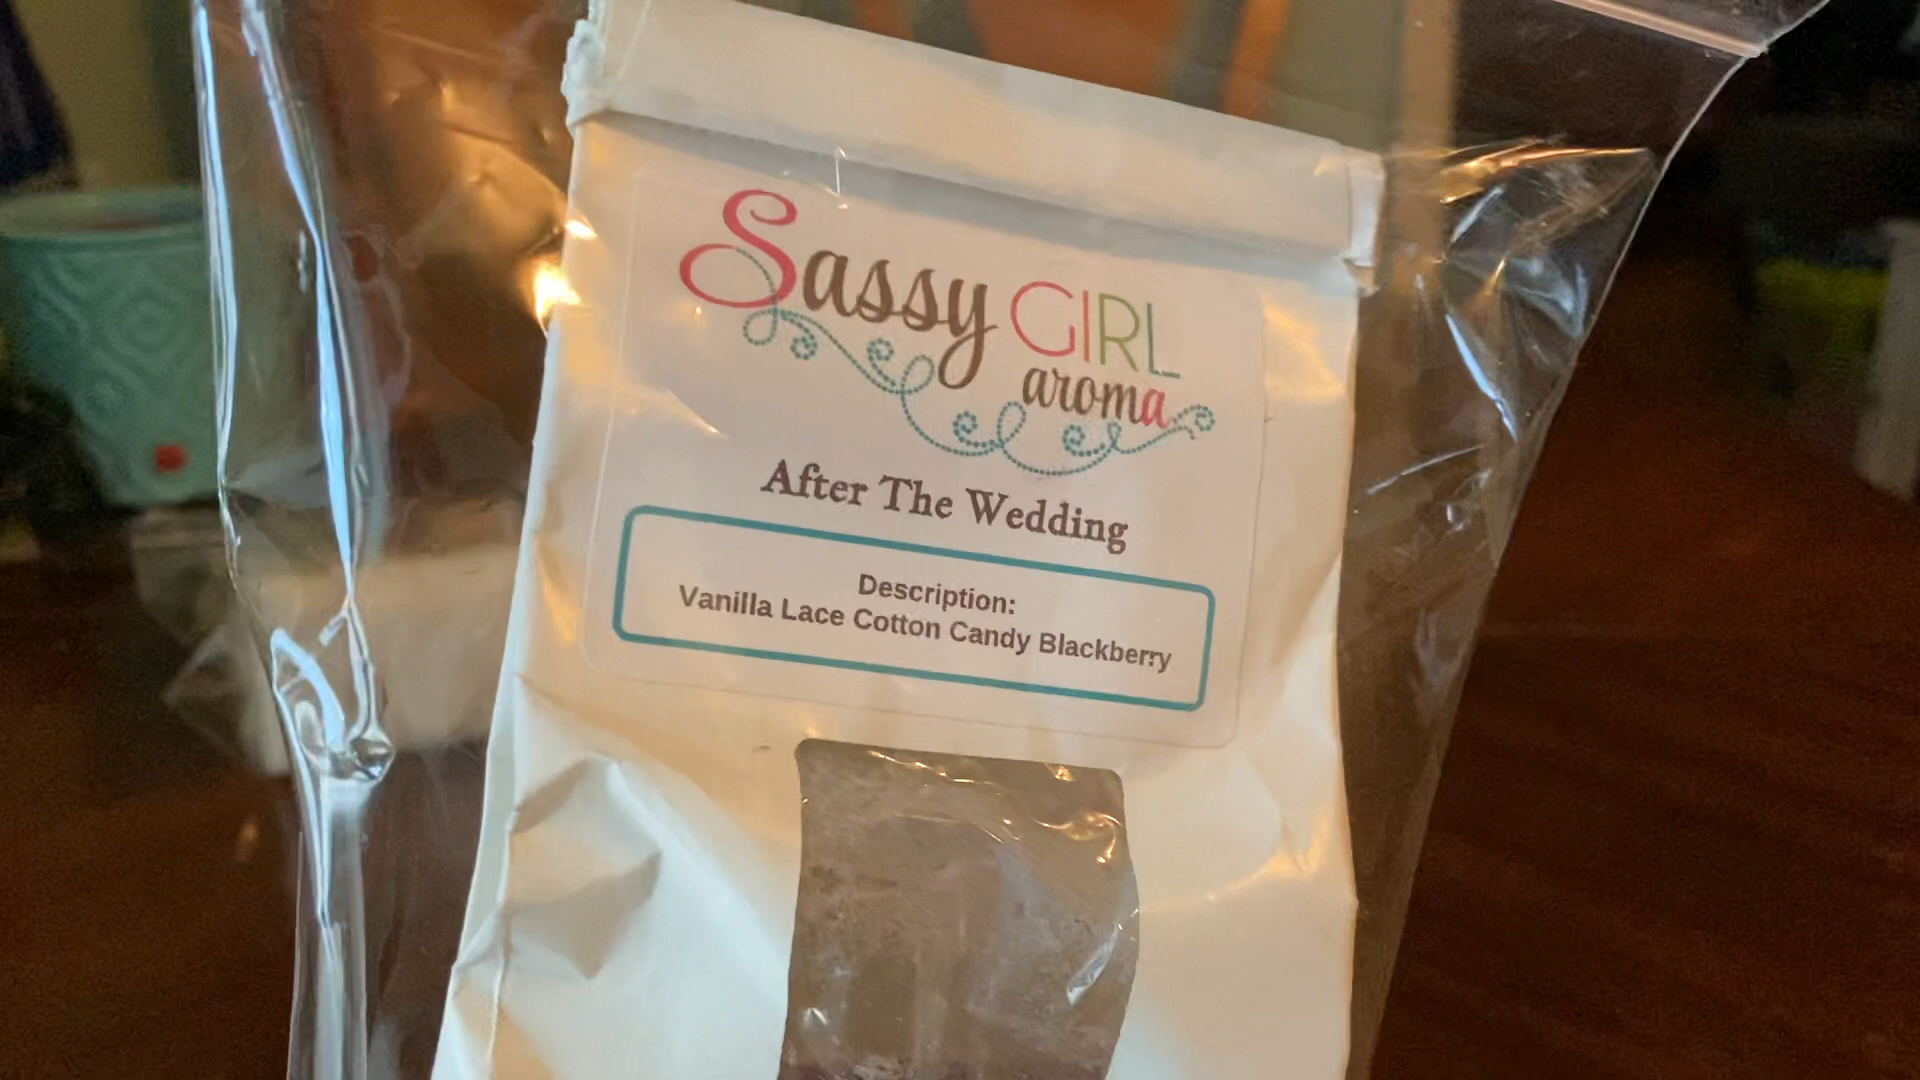 Sassy GIRL
aroma
After The Wedding
Description:
Vanilla Lace Cotton Candy Blackberry